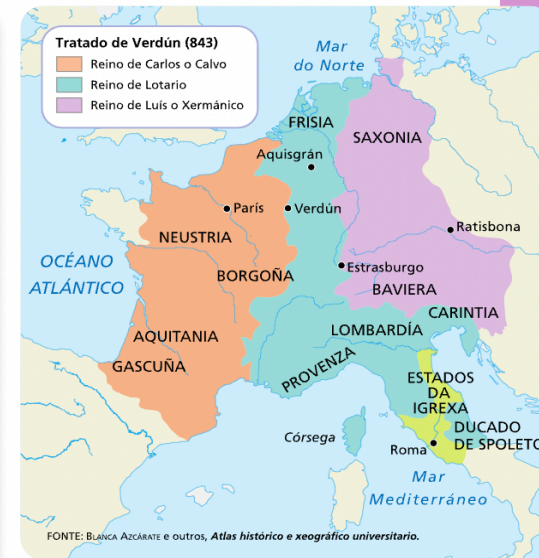 Tratado de Verdún (843)
Reino de Carlos o Calvo
Reino de Lotario
Reino de Luís o Xermánico
Mar
do Norte
FRISIA
SAXONIA
Aquisgrán
París
Verdún
NEUSTRIA
Ratisbona
OCÉANO
ATLÁNTICO
BORGOÑA
Estrasburgo
BAVIERA
CARINTIA
AQUITANIA
LOMBARDÍA
GASCUÑA
PROVENZA
ESTADOS
DA
IGREXA
DUCADO
DE SPOLETO
Córsega
Roma
Mar
Mediterráneo
FONTE: BLANCA AZCÁRATE e outros, Atlas histórico e xeográfico universitario.